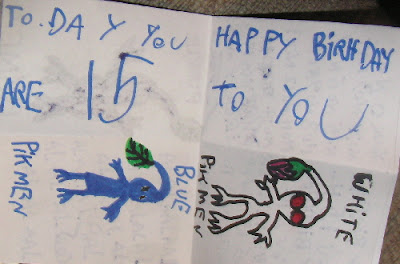 TO.DAY YOU
ARE 15
HAPPY BIRHDAY
TO YOU
PIKMEN
BLUE
PIKMEN
WHITE